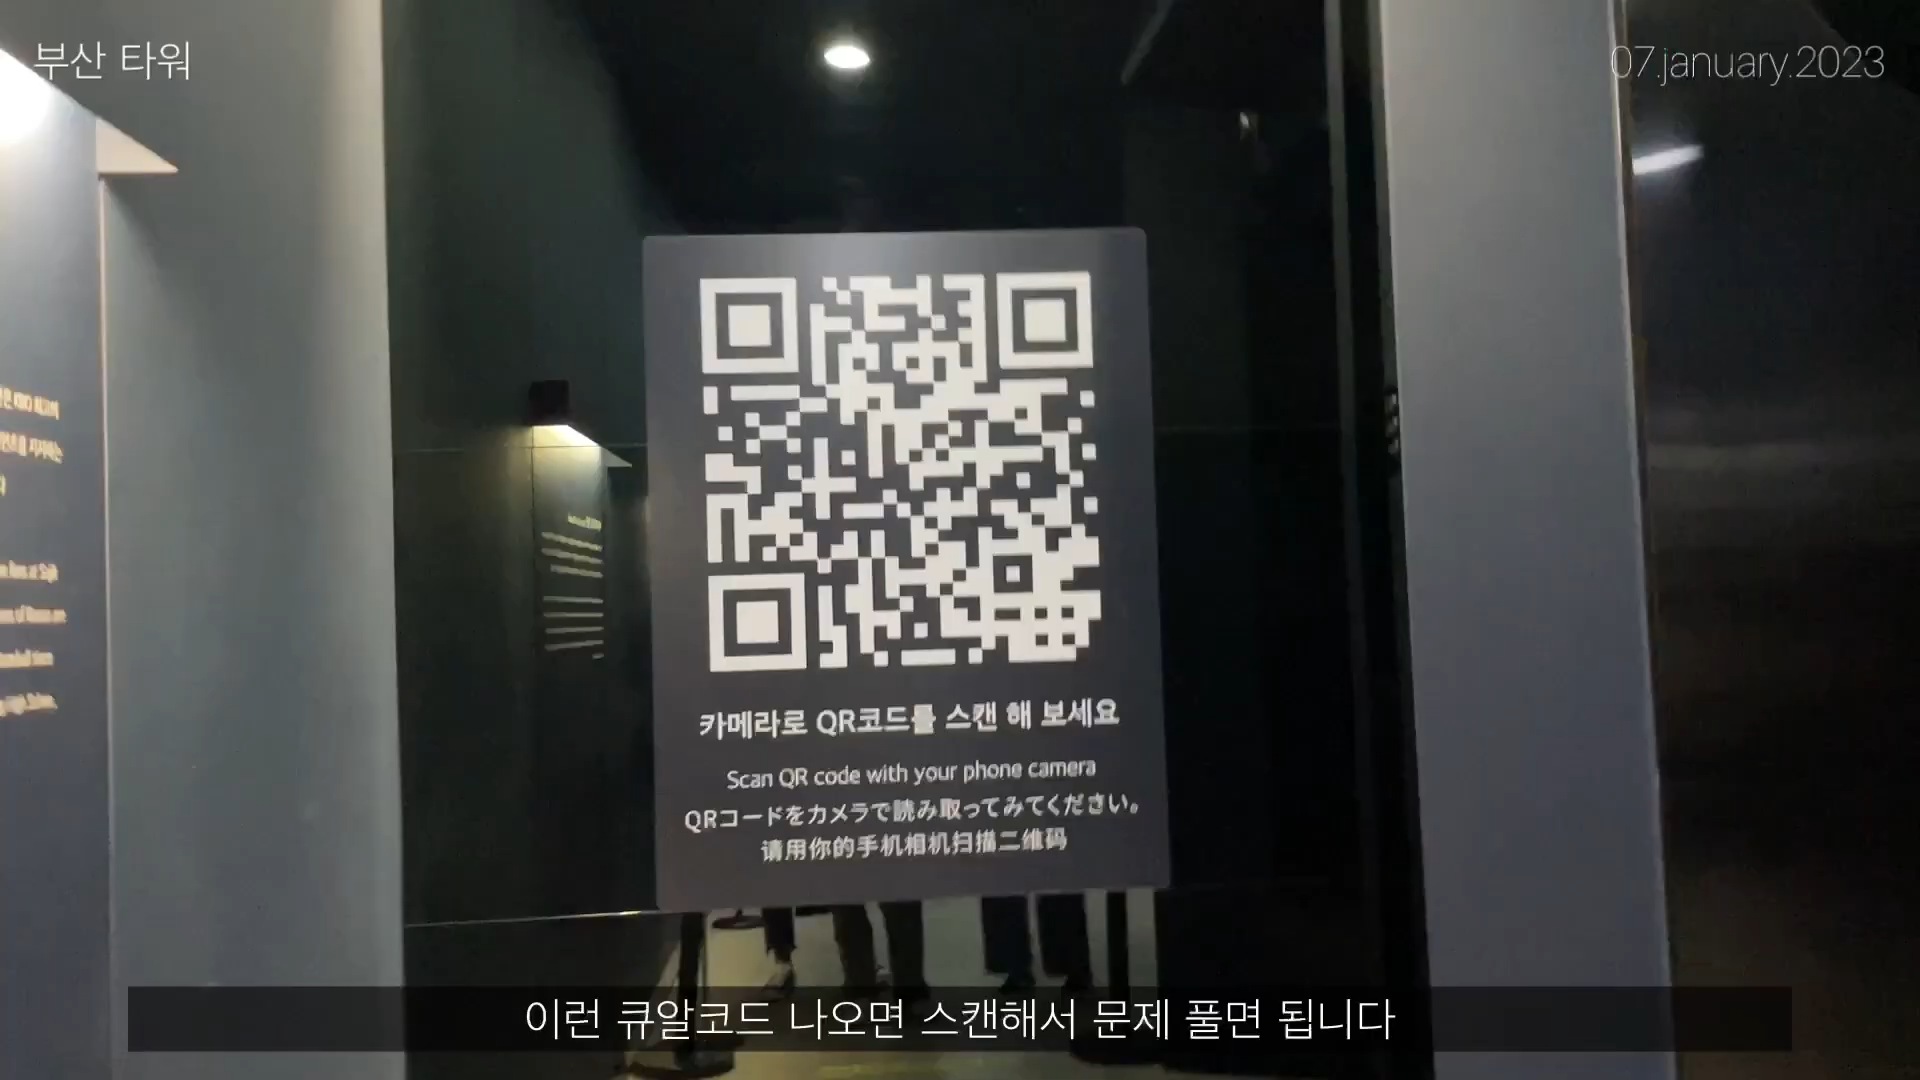 부산 타워
07.january.2023
카메라로 QR코드를 스캔 해 보세요
Scan QR code with your phone camera
QRコードをカメラで読み取ってみてください。
请用你的手机相机扫描二维码
이런 큐알코드 나오면 스캔해서 문제 풀면 됩니다